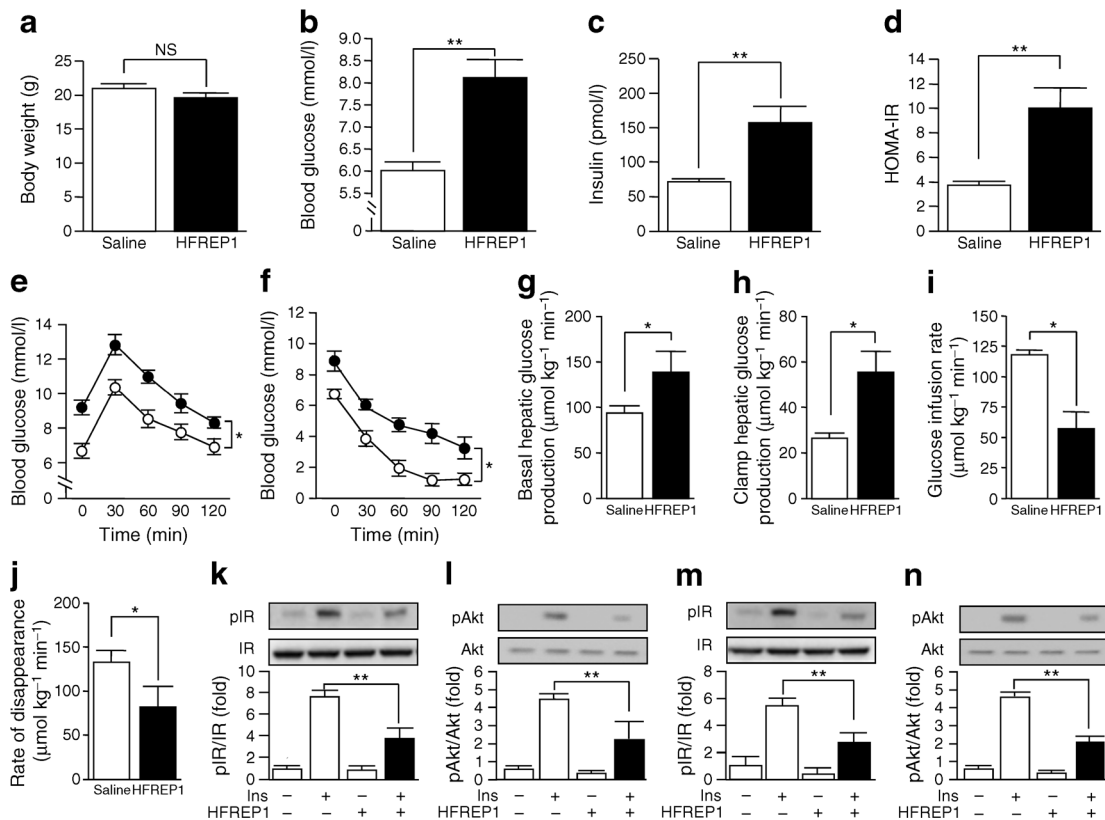 a
Body weight (g)
25
20
15
10
5
0
NS
Saline HFREP1
b
Blood glucose (mmol/l)
9.0
8.5
8.0
7.5
7.0
6.5
6.0
5.5
0
**
Saline HFREP1
c
Insulin (pmol/l)
250
200
150
100
50
0
**
Saline HFREP1
d
HOMA-IR
14
12
10
8
6
4
2
0
**
Saline HFREP1
e
Blood glucose (mmol/l)
14
12
10
8
6
0
*
0 30 60 90 120
Time (min)
f
Blood glucose (mmol/l)
12
10
8
6
4
2
0
*
0 30 60 90 120
Time (min)
g
Basal hepatic glucose
production (μmol kg−1 min−1)
200
150
100
50
0
*
Saline HFREP1
h
Clamp hepatic glucose
production (μmol kg−1 min−1)
80
60
40
20
0
*
Saline HFREP1
i
Glucose infusion rate
(μmol kg−1 min−1)
150
125
100
75
50
25
0
*
Saline HFREP1
j
Rate of disappearance
(μmol kg−1 min−1)
200
150
100
50
0
*
Saline HFREP1
k
pIR
IR
pIR/IR (fold)
10
8
6
4
2
0
**
Ins – + – +
HFREP1 – – + +
l
pAkt
Akt
pAkt/Akt (fold)
6
5
4
3
2
1
0
**
– + – +
– – + +
m
pIR
IR
pIR/IR (fold)
8
6
4
2
0
**
Ins – + – +
HFREP1 – – + +
n
pAkt
Akt
pAkt/Akt (fold)
6
5
4
3
2
1
0
**
– + – +
– – + +